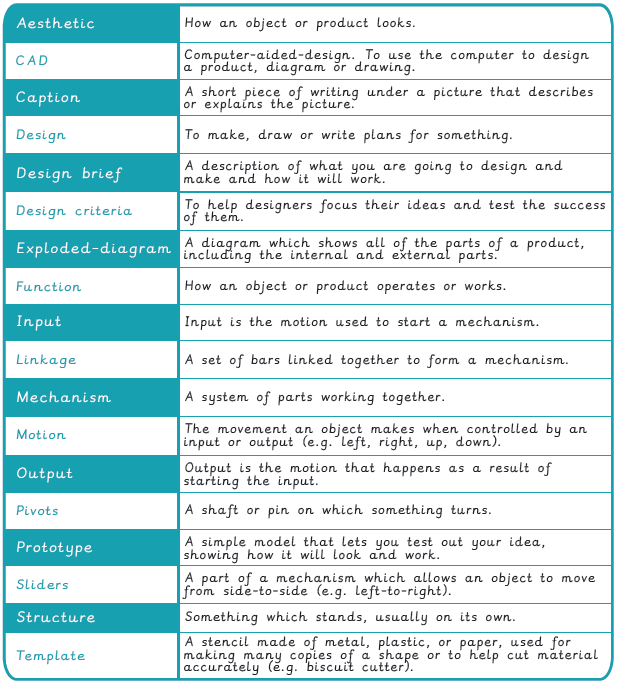 Aesthetic
How an object or product looks.
CAD
Computer-aided-design. To use the computer to design
a product, diagram or drawing.
Caption
A short piece of writing under a picture that describes
or explains the picture.
Design
To make, draw or write plans for something.
Design brief
A description of what you are going to design and
make and how it will work.
Design criteria
To help designers focus their ideas and test the success
of them.
Exploded-diagram
A diagram which shows all of the parts of a product,
including the internal and external parts.
Function
How an object or product operates or works.
Input
Input is the motion used to start a mechanism.
Linkage
A set of bars linked together to form a mechanism.
Mechanism
A system of parts working together.
Motion
The movement an object makes when controlled by an
input or output (e.g. left, right, up, down).
Output
Output is the motion that happens as a result of
starting the input.
Pivots
A shaft or pin on which something turns.
Prototype
A simple model that lets you test out your idea,
showing how it will look and work.
Sliders
A part of a mechanism which allows an object to move
from side-to-side (e.g. left-to-right).
Structure
Something which stands, usually on its own.
Template
A stencil made of metal, plastic, or paper, used for
making many copies of a shape or to help cut material
accurately (e.g. biscuit cutter).